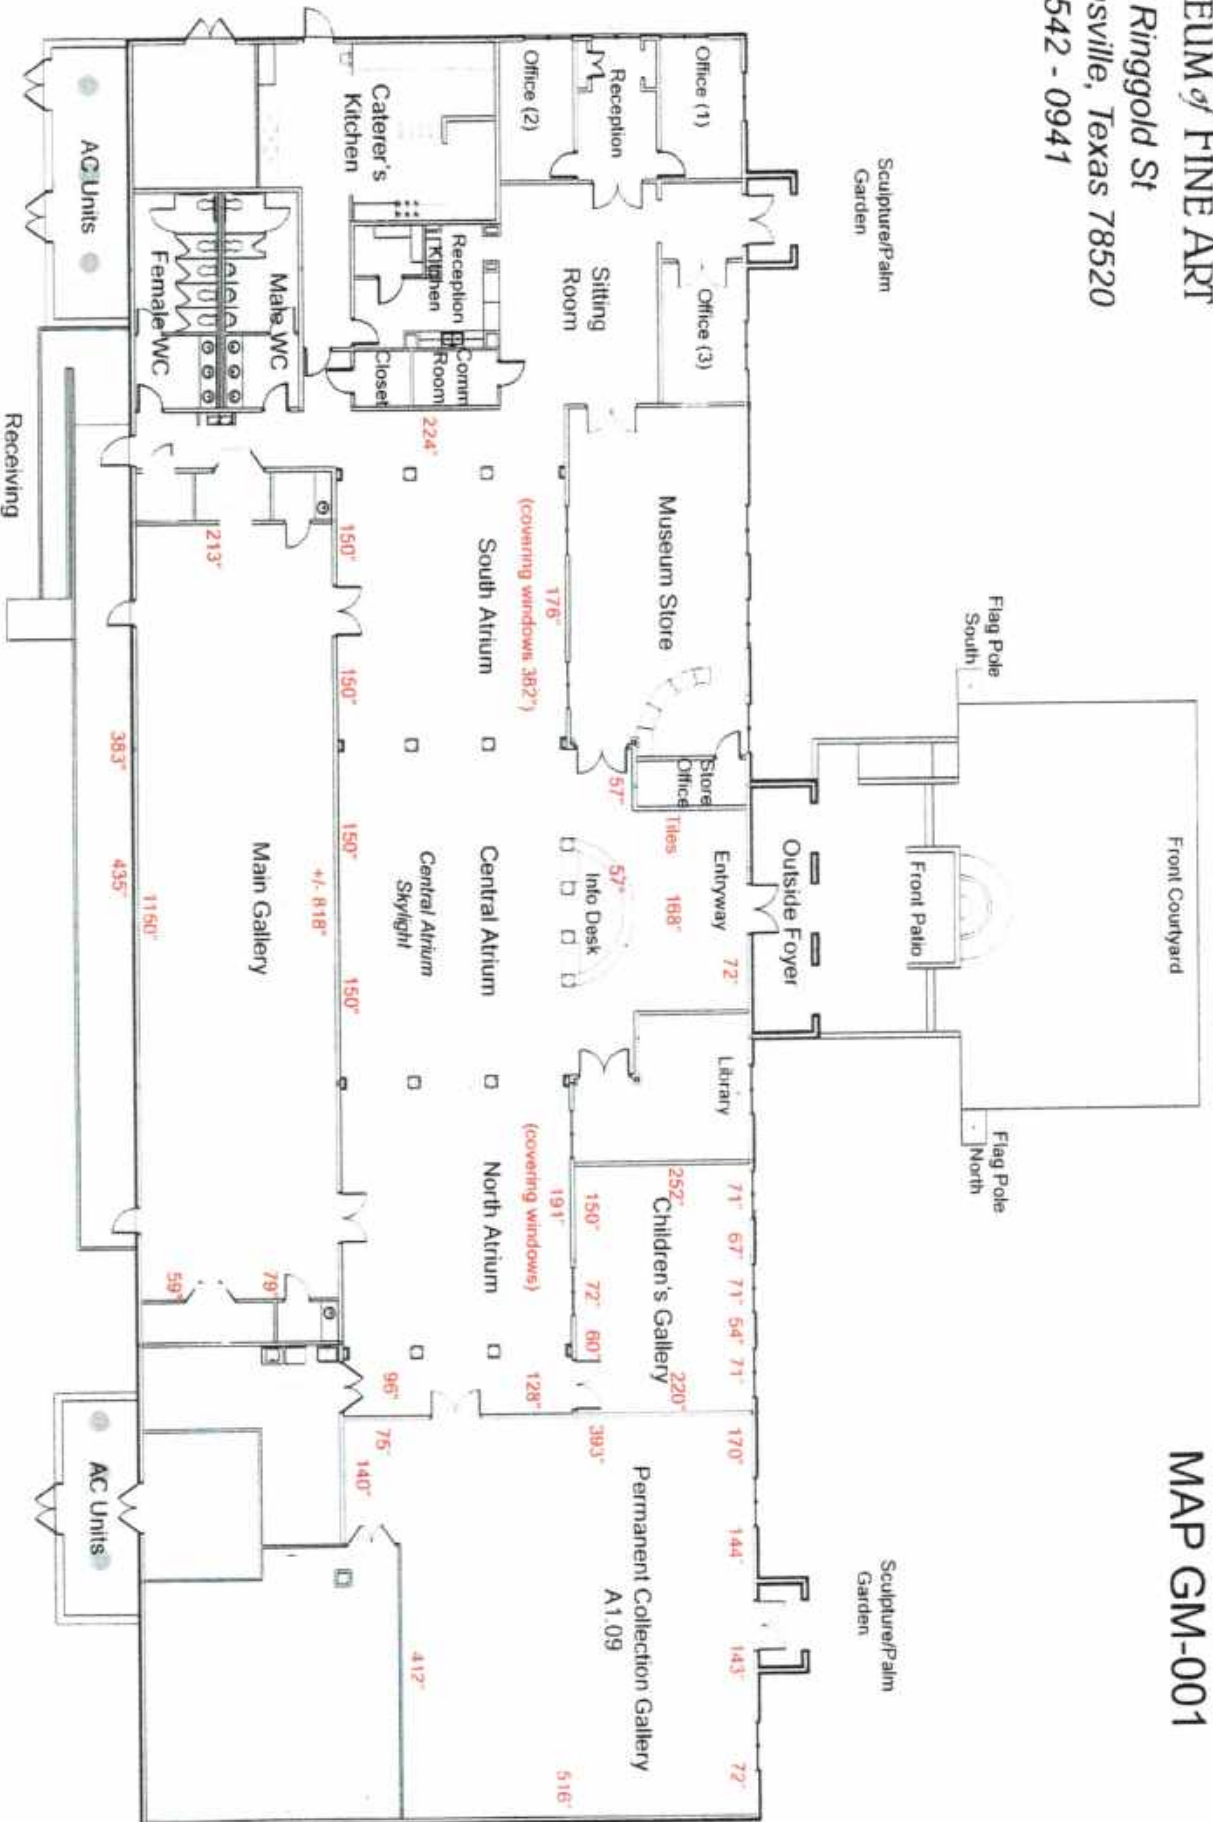 EUM of FINE ART
Ringgold St
sville, Texas 78520
542 - 0941
MAP GM-001
Front Courtyard
Flag Pole
South
Flag Pole
North
Front Patio
Sculpture/Palm
Garden
Sculpture/Palm
Garden
Outside Foyer
Office (1)
Reception
Office (2)
Office (3)
Sitting
Room
Museum Store
Store
Office
Entryway
Tiles
168"
72"
57"
57"
Info Desk
Library
71"
67"
71"
54"
71"
252"
Children's Gallery
220"
150"
72"
60"
170"
144"
143"
72"
393"
Permanent Collection Gallery
A1.09
516"
412"
75"
140"
Caterer's
Kitchen
Reception
Kitchen
Comm
Room
Closet
224"
176"
(covering windows 382")
South Atrium
Central Atrium
Central Atrium
Skylight
191"
(covering windows)
North Atrium
128"
96"
150"
150"
150"
150"
+/- 818"
Male WC
Female WC
213"
Main Gallery
79"
59"
1150"
383"
435"
AC Units
AC Units
Receiving